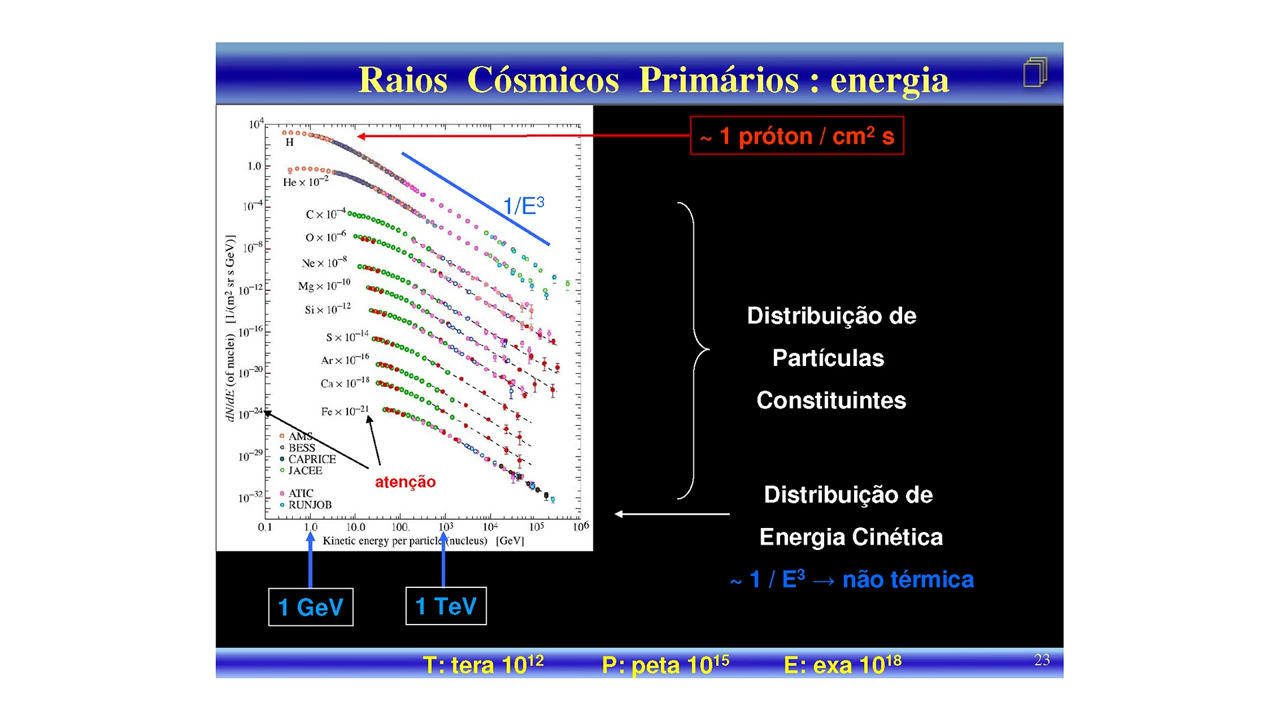 Raios Cósmicos Primários : energia
~ 1 próton / cm² s
10⁴
1.0
10⁻⁴
10⁻⁸
10⁻¹²
10⁻¹⁶
10⁻²⁰
10⁻²⁴
10⁻²⁹
10⁻³²
dN/dE (of nuclei) [1/(m² sr s GeV)]
H
He × 10⁻²
C × 10⁻⁴
O × 10⁻⁶
Ne × 10⁻⁸
Mg × 10⁻¹⁰
Si × 10⁻¹²
S × 10⁻¹⁴
Ar × 10⁻¹⁶
Ca × 10⁻¹⁸
Fe × 10⁻²¹
1/E³
AMS
BESS
CAPRICE
JACEE
ATIC
RUNJOB
atenção
0.1 1.0 10.0 100. 10³ 10⁴ 10⁵ 10⁶
Kinetic energy per particle (nucleus) [GeV]
1 GeV
1 TeV
Distribuição de
Partículas
Constituintes
Distribuição de
Energia Cinética
~ 1 / E³ → não térmica
T: tera 10¹² P: peta 10¹⁵ E: exa 10¹⁸
23